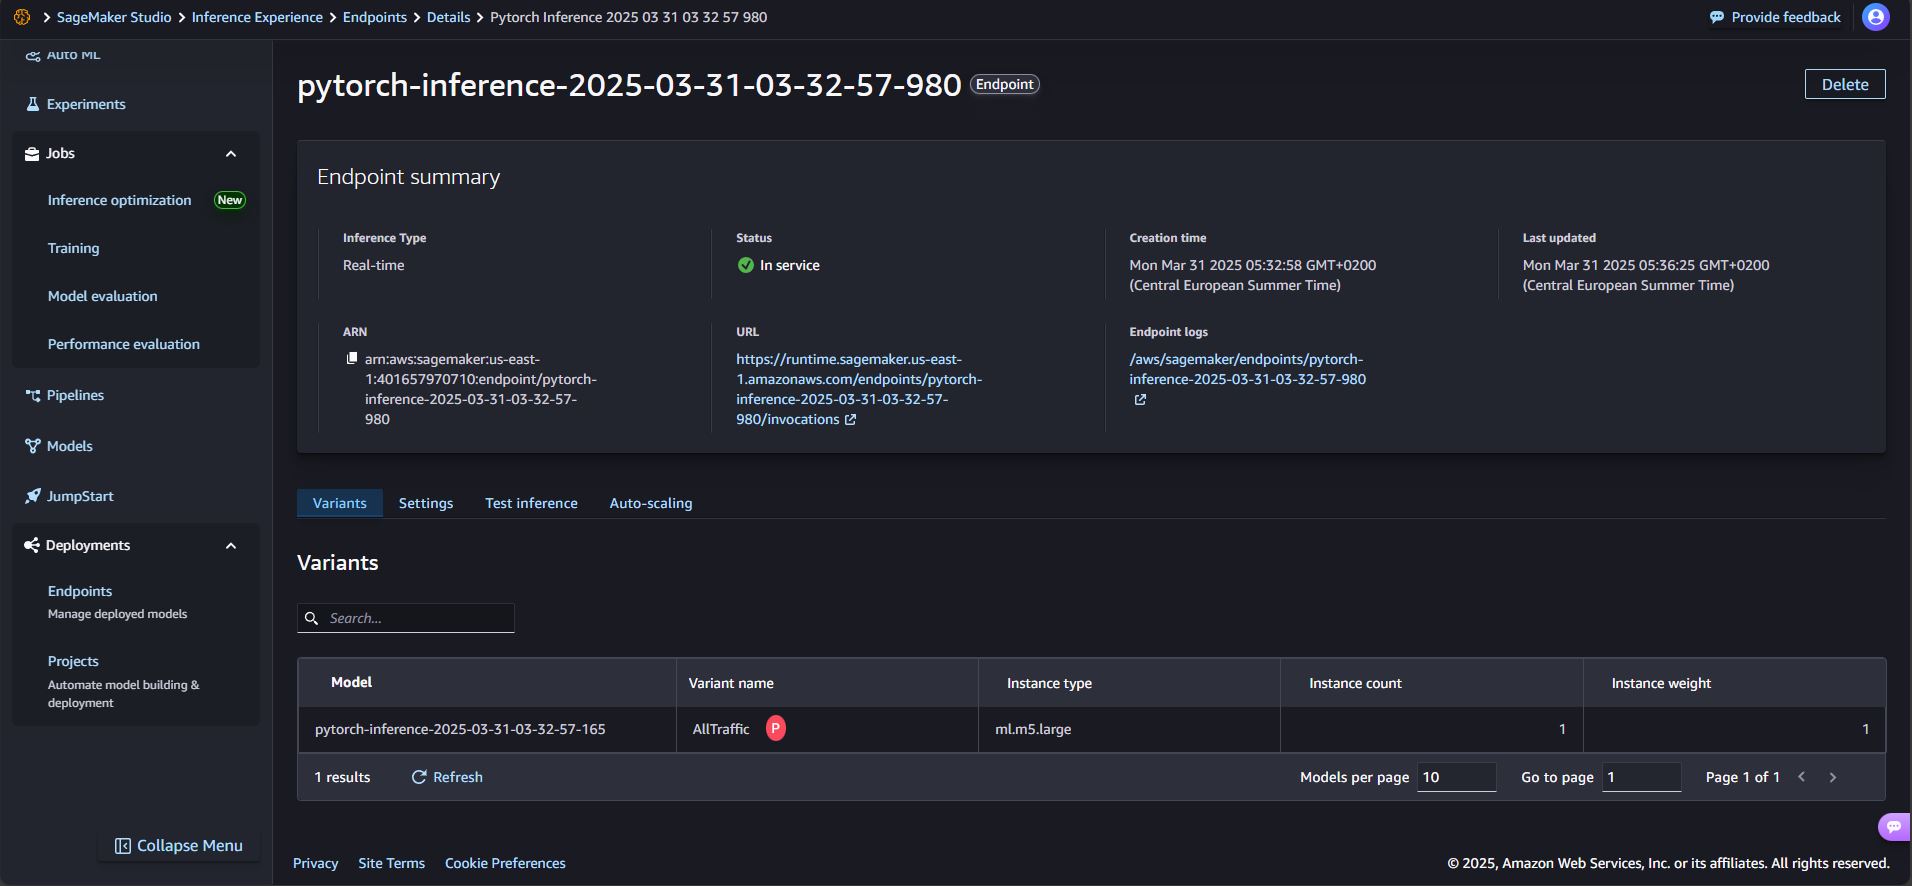 SageMaker Studio > Inference Experience > Endpoints > Details > Pytorch Inference 2025 03 31 03 32 57 980
Provide feedback
Auto ML
Experiments
Jobs
Inference optimization New
Training
Model evaluation
Performance evaluation
Pipelines
Models
JumpStart
Deployments
Endpoints
Manage deployed models
Projects
Automate model building &
deployment
Collapse Menu
pytorch-inference-2025-03-31-03-32-57-980 Endpoint
Delete
Endpoint summary
Inference Type
Real-time
Status
In service
Creation time
Mon Mar 31 2025 05:32:58 GMT+0200
(Central European Summer Time)
Last updated
Mon Mar 31 2025 05:36:25 GMT+0200
(Central European Summer Time)
ARN
arn:aws:sagemaker:us-east-
1:401657970710:endpoint/pytorch-
inference-2025-03-31-03-32-57-
980
URL
https://runtime.sagemaker.us-east-
1.amazonaws.com/endpoints/pytorch-
inference-2025-03-31-03-32-57-
980/invocations
Endpoint logs
/aws/sagemaker/endpoints/pytorch-
inference-2025-03-31-03-32-57-980
Variants Settings Test inference Auto-scaling
Variants
Search...
Model Variant name Instance type Instance count Instance weight
pytorch-inference-2025-03-31-03-32-57-165 AllTraffic P ml.m5.large 1 1
1 results Refresh Models per page 10 Go to page 1 Page 1 of 1
Privacy Site Terms Cookie Preferences
© 2025, Amazon Web Services, Inc. or its affiliates. All rights reserved.